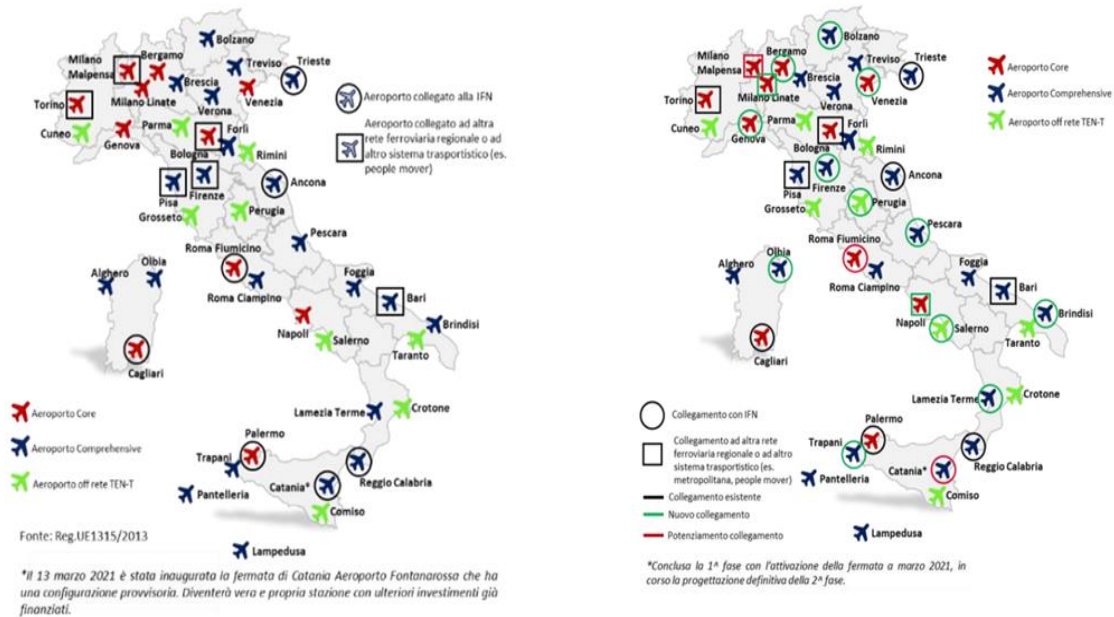 Bolzano
Milano
Malpensa
Bergamo
Treviso
Trieste
Brescia
Torino
Milano Linate
Verona
Venezia
Cuneo
Parma
Forlì
Genova
Bologna
Rimini
Pisa
Firenze
Ancona
Grosseto
Perugia
Pescara
Roma Fiumicino
Olbia
Alghero
Roma Ciampino
Foggia
Bari
Napoli
Brindisi
Salerno
Taranto
Cagliari
Lamezia Terme
Crotone
Palermo
Trapani
Catania*
Reggio Calabria
Pantelleria
Comiso
Lampedusa
Aeroporto collegato alla IFN
Aeroporto collegato ad altra
rete ferroviaria regionale o ad
altro sistema trasportistico (es.
people mover)
Aeroporto Core
Aeroporto Comprehensive
Aeroporto off rete TEN-T
Fonte: Reg.UE1315/2013
*Il 13 marzo 2021 è stata inaugurata la fermata di Catania Aeroporto Fontanarossa che ha
una configurazione provvisoria. Diventerà vera e propria stazione con ulteriori investimenti già
finanziati.
Bolzano
Milano
Malpensa
Bergamo
Treviso
Trieste
Brescia
Torino
Milano Linate
Verona
Venezia
Cuneo
Parma
Forlì
Genova
Bologna
Rimini
Pisa
Firenze
Ancona
Grosseto
Perugia
Pescara
Roma Fiumicino
Olbia
Alghero
Roma Ciampino
Foggia
Bari
Napoli
Brindisi
Salerno
Taranto
Cagliari
Lamezia Terme
Crotone
Palermo
Trapani
Catania*
Reggio Calabria
Pantelleria
Comiso
Lampedusa
Aeroporto Core
Aeroporto Comprehensive
Aeroporto off rete TEN-T
Collegamento con IFN
Collegamento ad altra rete
ferroviaria regionale o ad altro
sistema trasportistico (es.
metropolitana, people mover)
Collegamento esistente
Nuovo collegamento
Potenziamento collegamento
*Conclusa la 1ª fase con l'attivazione della fermata a marzo 2021, in
corso la progettazione definitiva della 2ª fase.